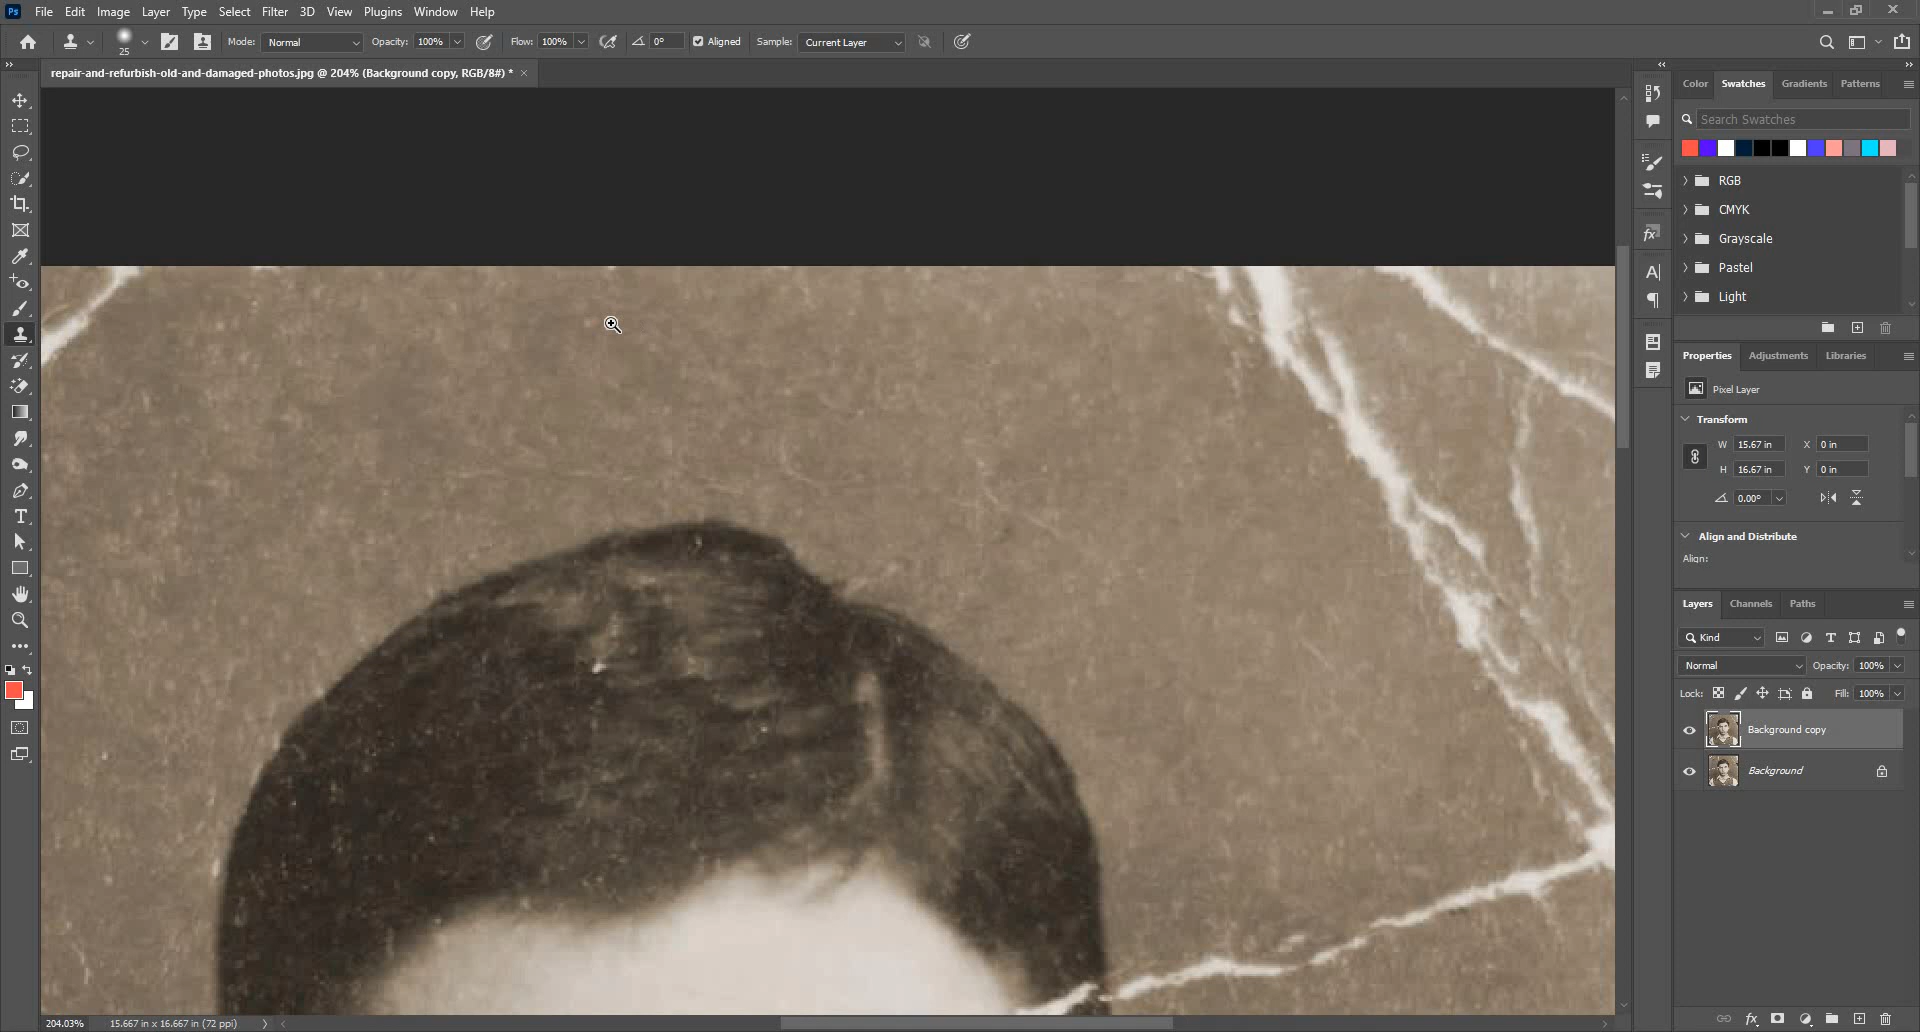 Ps File Edit Image Layer Type Select Filter 3D View Plugins Window Help
25 Mode: Normal Opacity: 100% Flow: 100% 0° Aligned Sample: Current Layer
repair-and-refurbish-old-and-damaged-photos.jpg @ 204% (Background copy, RGB/8#) * ×
Color Swatches Gradients Patterns
Search Swatches
RGB
CMYK
Grayscale
Pastel
Light
Properties Adjustments Libraries
Pixel Layer
Transform
W 15.67 in X 0 in
H 16.67 in Y 0 in
0.00°
Align and Distribute
Align:
Layers Channels Paths
Kind
Normal Opacity: 100%
Lock: Fill: 100%
Background copy
Background
204.03% 15.667 in x 16.667 in (72 ppi)